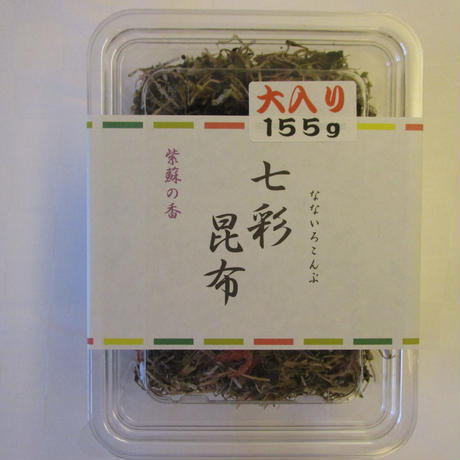 大入り
155g
なないろこんぶ
七彩
昆布
紫蘇の香